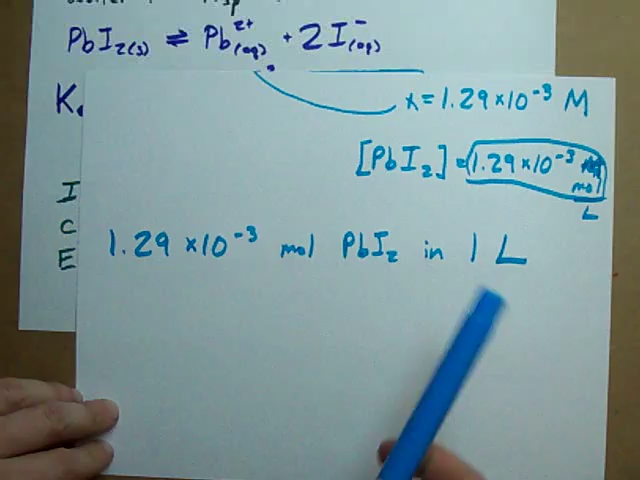 PbI₂(s) ⇌ Pb²⁺(aq) + 2I⁻(aq)
K
x = 1.29 × 10⁻³ M
[PbI₂] = 1.29 × 10⁻³ mol
L
I
C
E
1.29 × 10⁻³ mol PbI₂ in 1 L